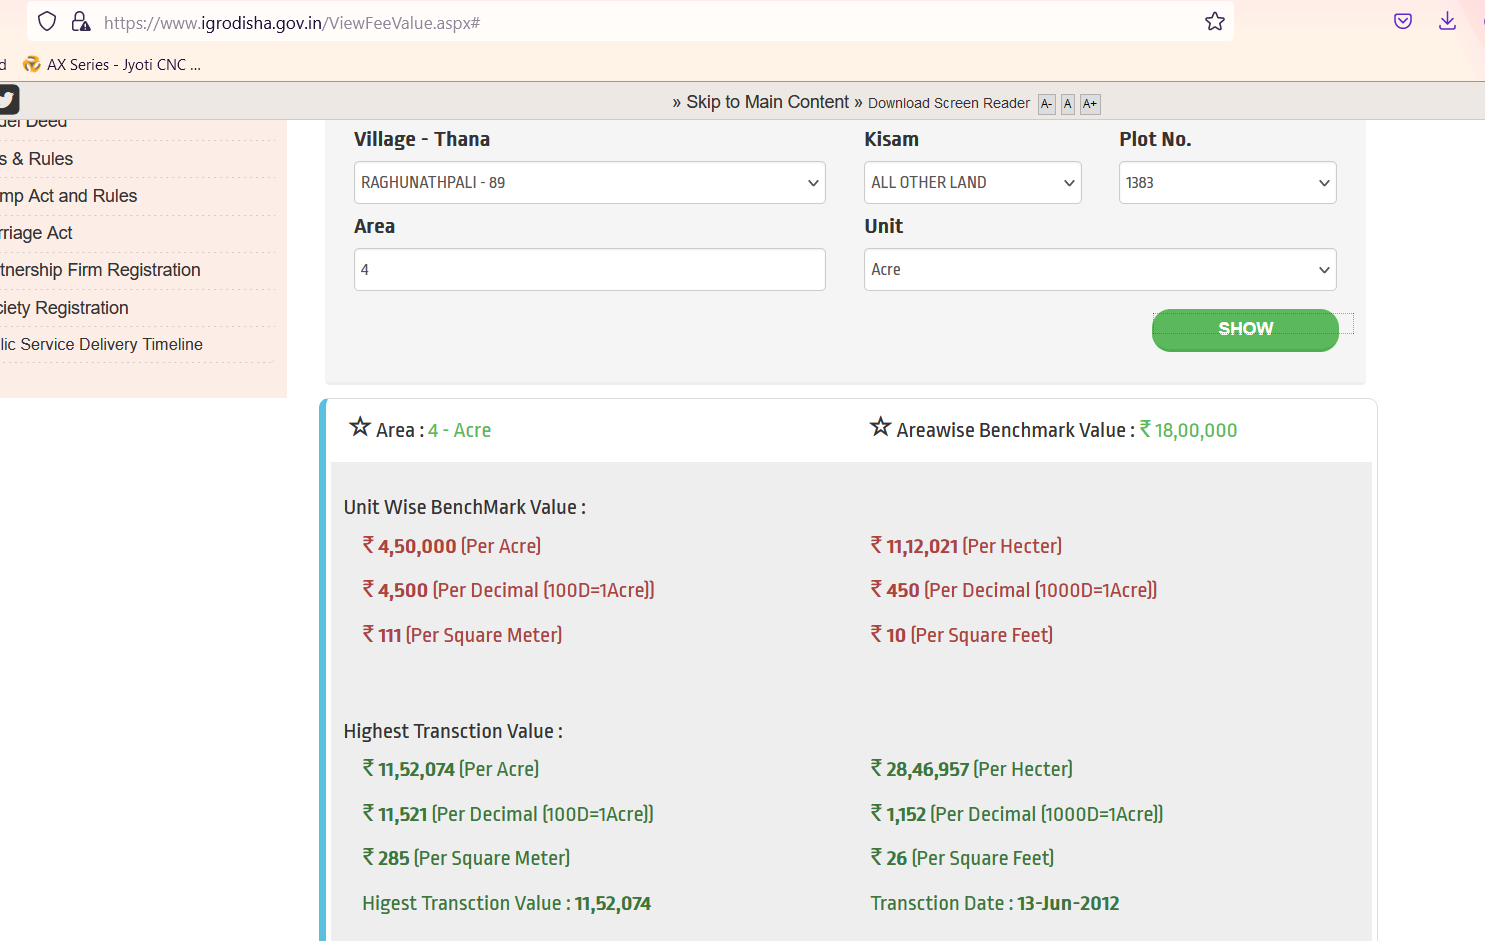 https://www.igrodisha.gov.in/ViewFeeValue.aspx#
d AX Series - Jyoti CNC ...
» Skip to Main Content » Download Screen Reader A- A A+
del Deed
s & Rules
mp Act and Rules
rriage Act
tnership Firm Registration
ciety Registration
lic Service Delivery Timeline
Village - Thana Kisam Plot No.
RAGHUNATHPALI - 89 ALL OTHER LAND 1383
Area Unit
4 Acre
SHOW
Area : 4 - Acre Areawise Benchmark Value : ₹ 18,00,000
Unit Wise BenchMark Value :
₹ 4,50,000 (Per Acre) ₹ 11,12,021 (Per Hecter)
₹ 4,500 (Per Decimal (100D=1Acre)) ₹ 450 (Per Decimal (1000D=1Acre))
₹ 111 (Per Square Meter) ₹ 10 (Per Square Feet)
Highest Transction Value :
₹ 11,52,074 (Per Acre) ₹ 28,46,957 (Per Hecter)
₹ 11,521 (Per Decimal (100D=1Acre)) ₹ 1,152 (Per Decimal (1000D=1Acre))
₹ 285 (Per Square Meter) ₹ 26 (Per Square Feet)
Higest Transction Value : 11,52,074 Transction Date : 13-Jun-2012